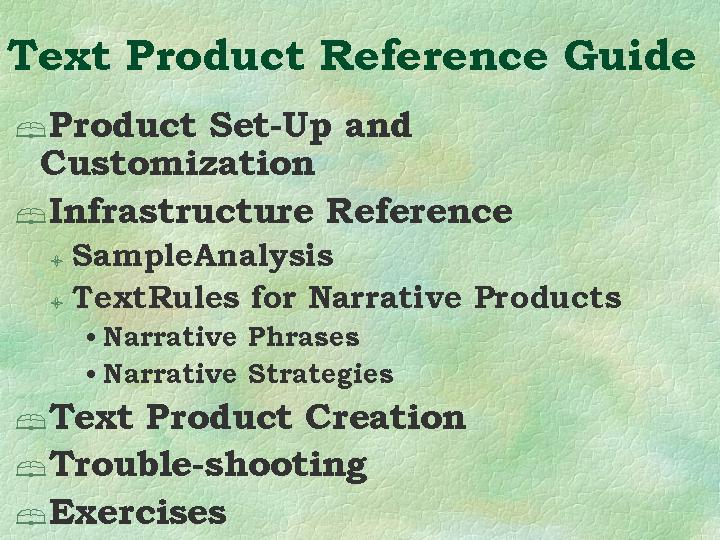 Text Product Reference Guide
Product Set-Up and
Customization
Infrastructure Reference
SampleAnalysis
TextRules for Narrative Products
• Narrative Phrases
• Narrative Strategies
Text Product Creation
Trouble-shooting
Exercises